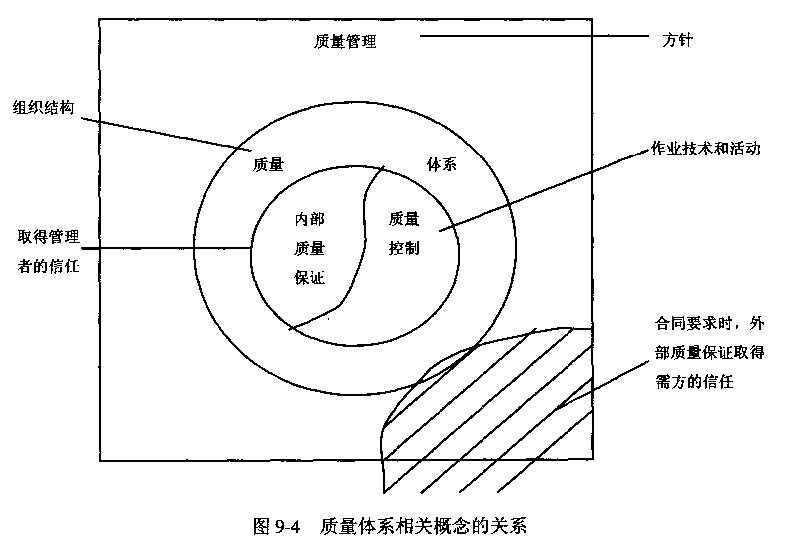 质量管理
方针
组织结构
质量 体系
作业技术和活动
内部
质量
保证
质量
控制
取得管理
者的信任
合同要求时，外
部质量保证取得
需方的信任
图 9-4 质量体系相关概念的关系